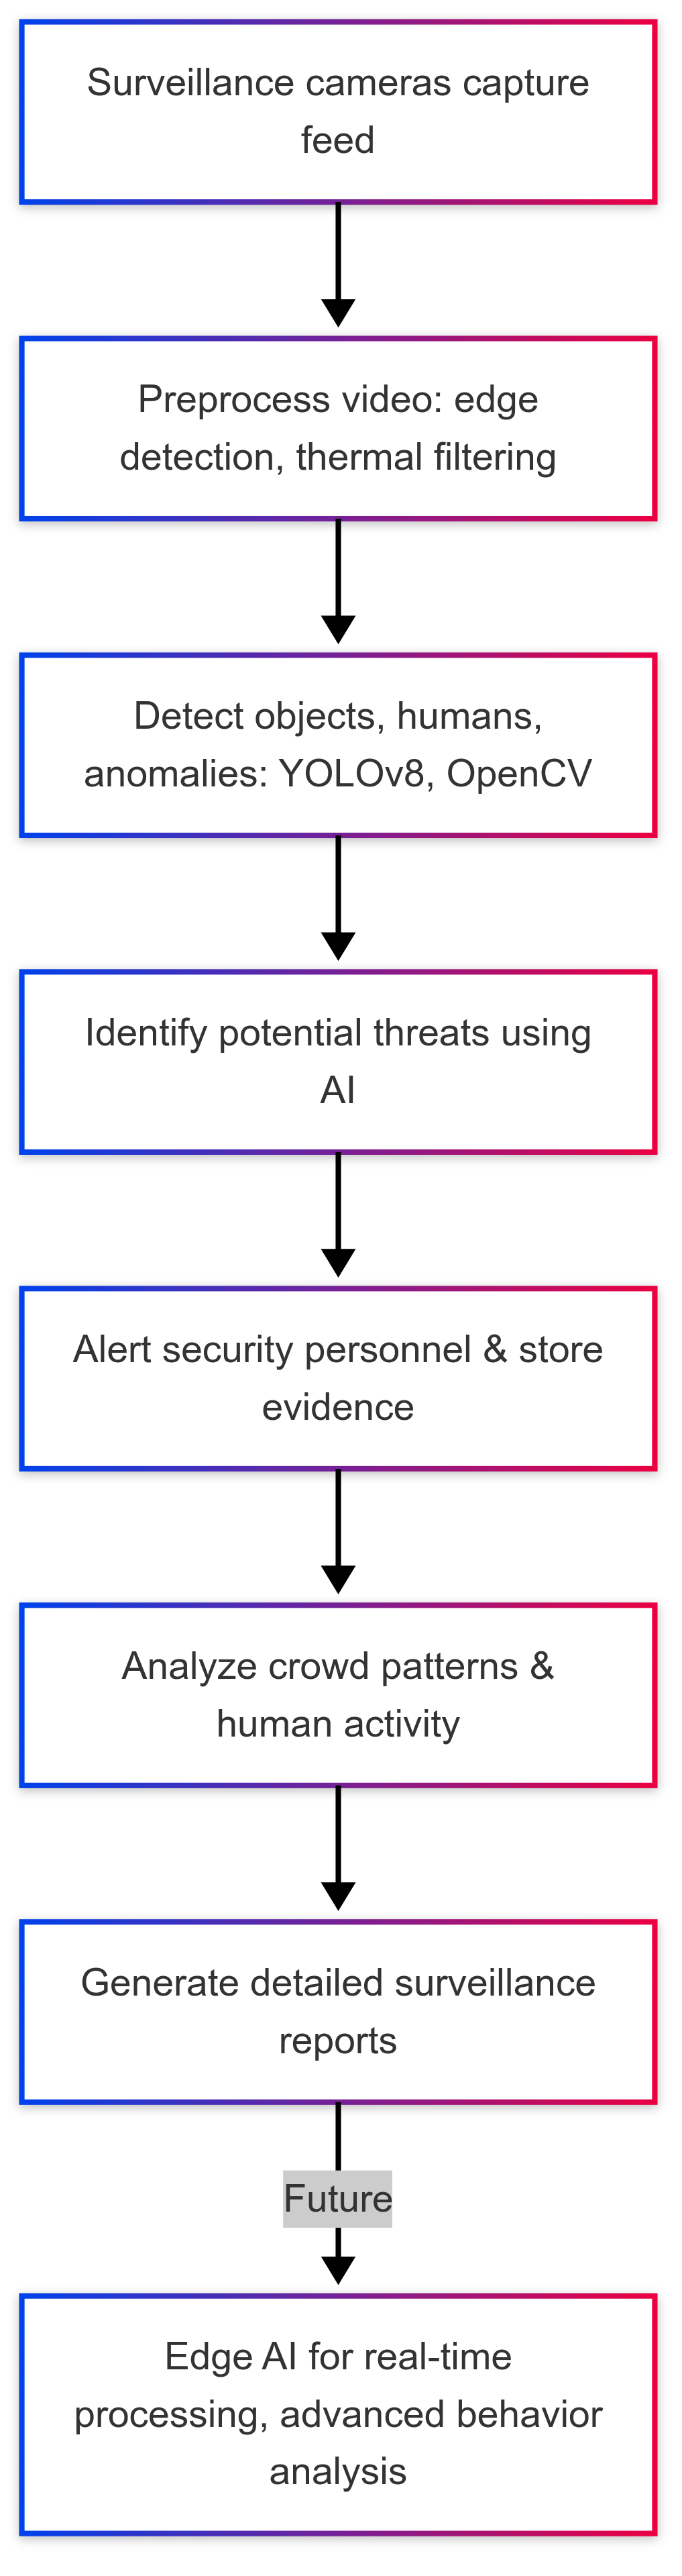 Surveillance cameras capture
feed
Preprocess video: edge
detection, thermal filtering
Detect objects, humans,
anomalies: YOLOv8, OpenCV
Identify potential threats using
AI
Alert security personnel & store
evidence
Analyze crowd patterns &
human activity
Generate detailed surveillance
reports
Future
Edge AI for real-time
processing, advanced behavior
analysis